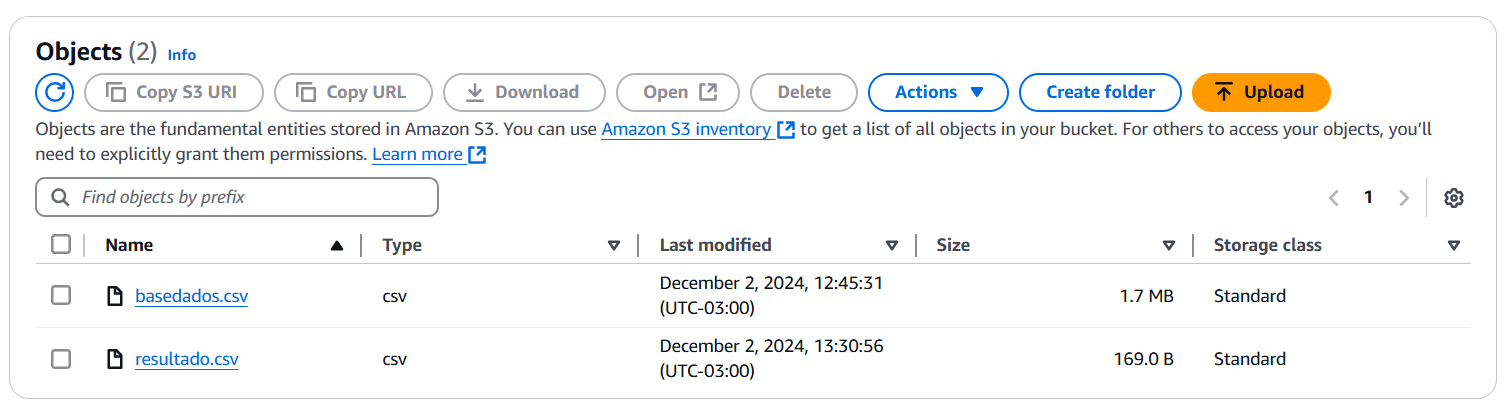 Objects (2) Info
Copy S3 URI Copy URL Download Open Delete Actions Create folder Upload
Objects are the fundamental entities stored in Amazon S3. You can use Amazon S3 inventory to get a list of all objects in your bucket. For others to access your objects, you'll
need to explicitly grant them permissions. Learn more
Find objects by prefix
1
Name Type Last modified Size Storage class
basedados.csv csv December 2, 2024, 12:45:31 (UTC-03:00) 1.7 MB Standard
resultado.csv csv December 2, 2024, 13:30:56 (UTC-03:00) 169.0 B Standard